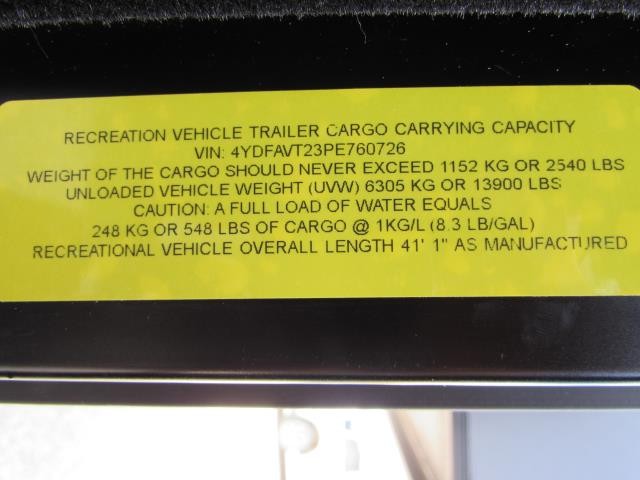 RECREATION VEHICLE TRAILER CARGO CARRYING CAPACITY
VIN: 4YDFAVT23PE760726
WEIGHT OF THE CARGO SHOULD NEVER EXCEED 1152 KG OR 2540 LBS
UNLOADED VEHICLE WEIGHT (UVW) 6305 KG OR 13900 LBS
CAUTION: A FULL LOAD OF WATER EQUALS
248 KG OR 548 LBS OF CARGO @ 1KG/L (8.3 LB/GAL)
RECREATIONAL VEHICLE OVERALL LENGTH 41' 1" AS MANUFACTURED